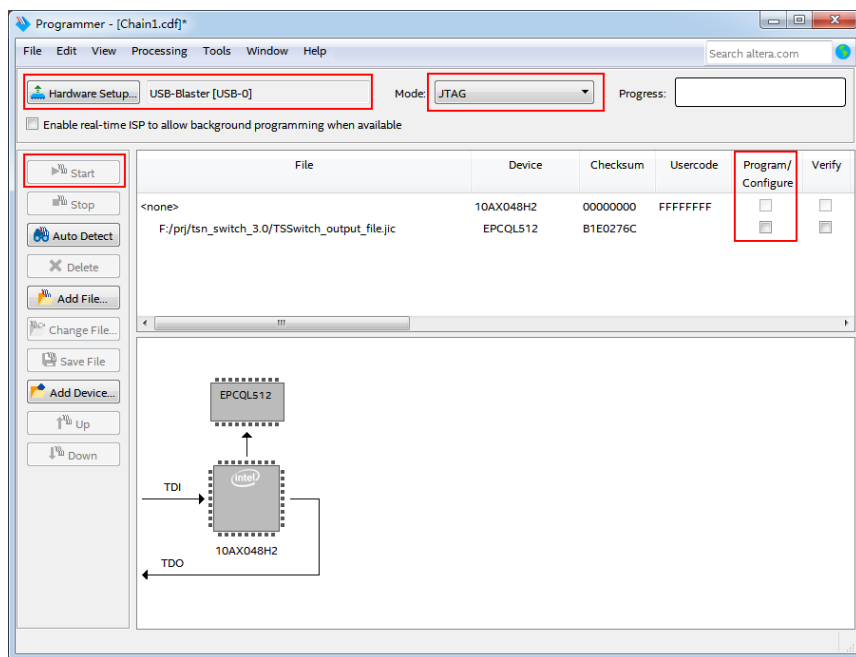 Programmer - [Chain1.cdf]*
File Edit View Processing Tools Window Help
Search altera.com
Hardware Setup... USB-Blaster [USB-0] Mode: JTAG Progress:
Enable real-time ISP to allow background programming when available
Start
Stop
Auto Detect
Delete
Add File...
Change File...
Save File
Add Device...
Up
Down
File Device Checksum Usercode Program/ Verify
Configure
<none> 10AX048H2 00000000 FFFFFFFF
F:/prj/tsn_switch_3.0/TSSwitch_output_file.jic EPCQL512 B1E0276C
EPCQL512
(intel)
TDI
10AX048H2
TDO